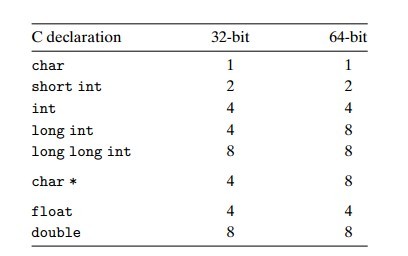 C declaration 32-bit 64-bit
char 1 1
short int 2 2
int 4 4
long int 4 8
long long int 8 8
char * 4 8
float 4 4
double 8 8